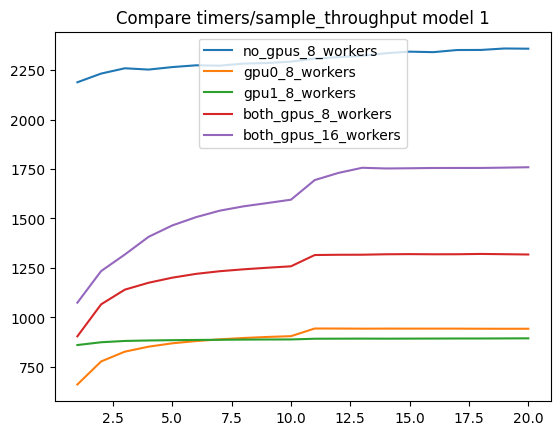 Compare timers/sample_throughput model 1
no_gpus_8_workers
gpu0_8_workers
gpu1_8_workers
both_gpus_8_workers
both_gpus_16_workers
2250
2000
1750
1500
1250
1000
750
2.5 5.0 7.5 10.0 12.5 15.0 17.5 20.0